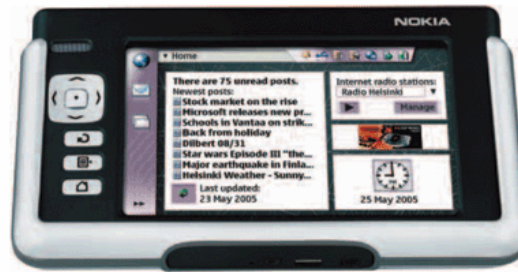 NOKIA
Home
There are 75 unread posts.
Newest posts:
Stock market on the rise
Microsoft releases new pr...
Schools in Vantaa on strik...
Back from holiday
Dilbert 08/31
Star wars Episode III "the...
Major earthquake in Finla...
Helsinki Weather - Sunny...
Last updated:
23 May 2005
Internet radio stations:
Radio Helsinki
Manage
25 May 2005